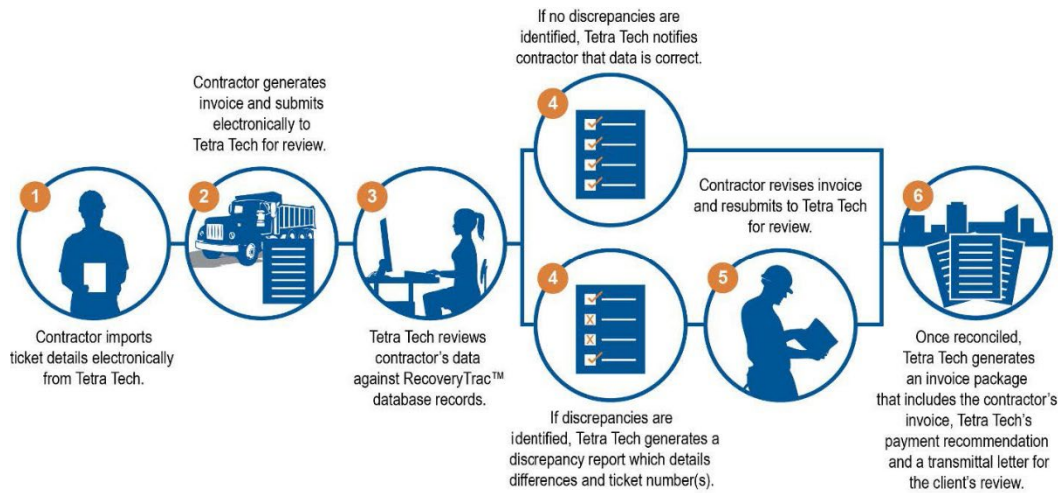 1
Contractor imports
ticket details electronically
from Tetra Tech.
Contractor generates
invoice and submits
electronically to
Tetra Tech for review.
2
3
Tetra Tech reviews
contractor's data
against RecoveryTrac™
database records.
If no discrepancies are
identified, Tetra Tech notifies
contractor that data is correct.
4
4
If discrepancies are
identified, Tetra Tech generates a
discrepancy report which details
differences and ticket number(s).
Contractor revises invoice
and resubmits to Tetra Tech
for review.
5
6
Once reconciled,
Tetra Tech generates
an invoice package
that includes the contractor's
invoice, Tetra Tech's
payment recommendation
and a transmittal letter for
the client's review.